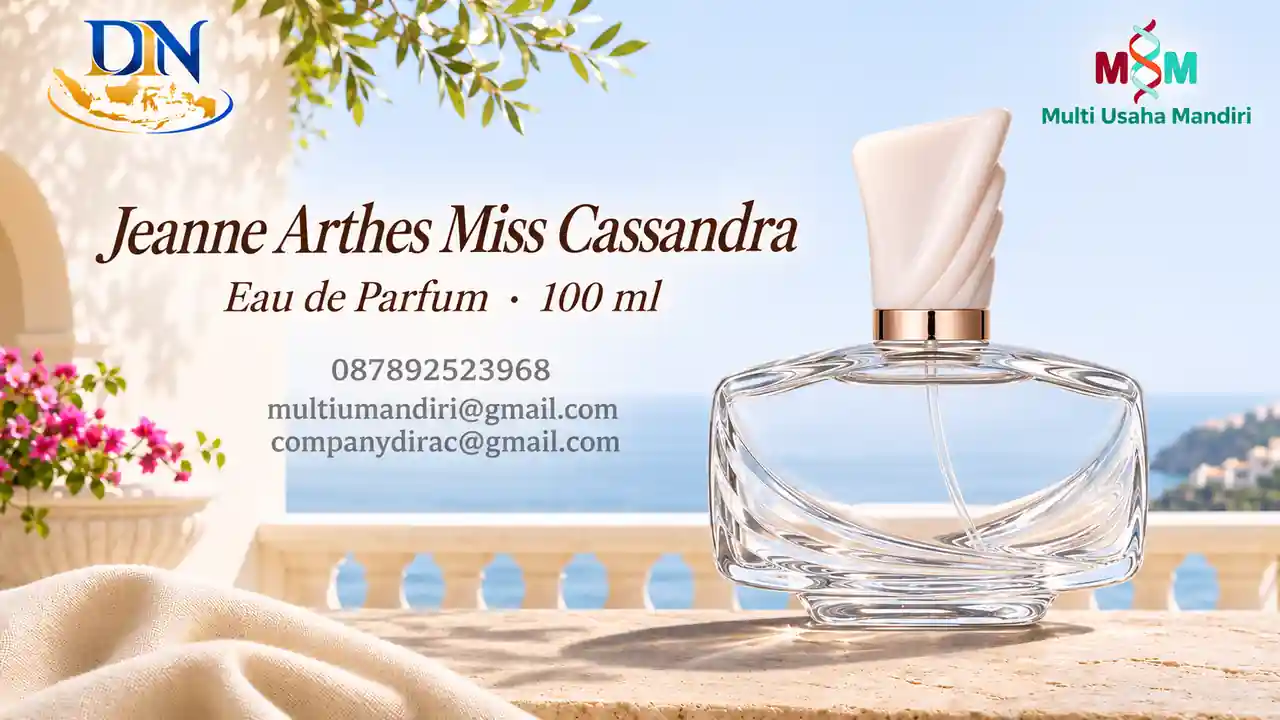 DN
MSM
Multi Usaha Mandiri
Jeanne Arthes Miss Cassandra
Eau de Parfum · 100 ml
087892523968
multiumandiri@gmail.com
companydirac@gmail.com